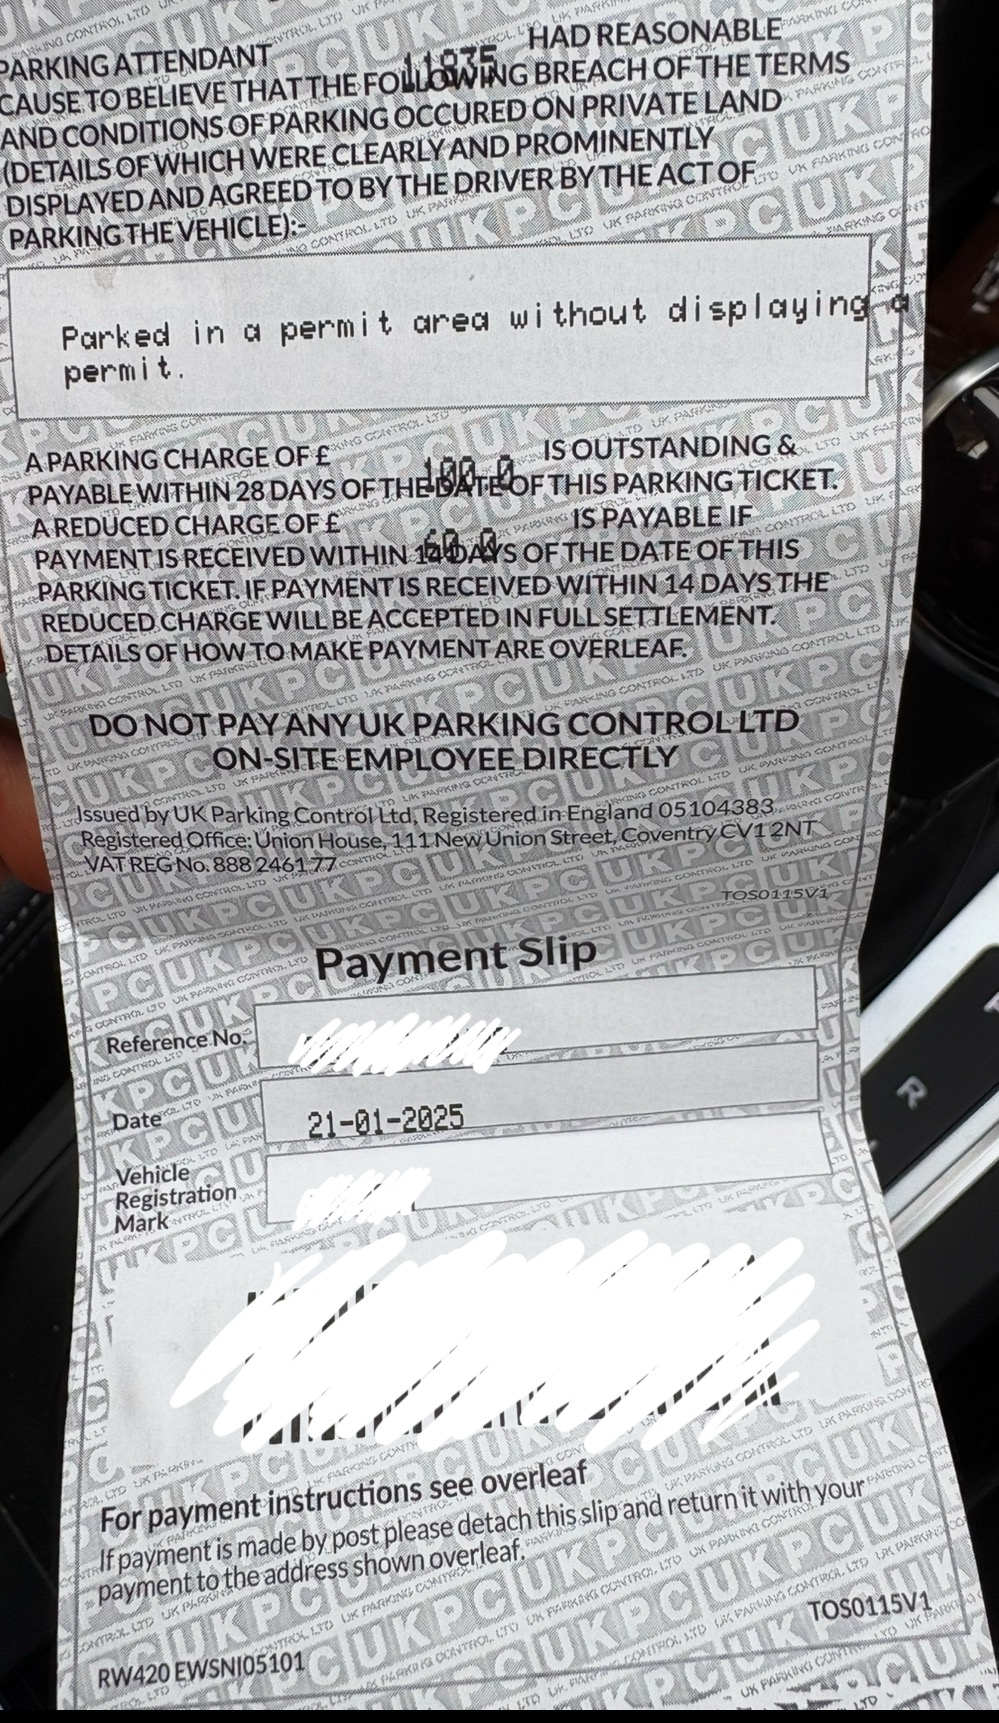 PARKING ATTENDANT 11835 HAD REASONABLE
CAUSE TO BELIEVE THAT THE FOLLOWING BREACH OF THE TERMS
AND CONDITIONS OF PARKING OCCURED ON PRIVATE LAND
(DETAILS OF WHICH WERE CLEARLY AND PROMINENTLY
DISPLAYED AND AGREED TO BY THE DRIVER BY THE ACT OF
PARKING THE VEHICLE):-
Parked in a permit area without displaying a
permit.
A PARKING CHARGE OF £ 100.0 IS OUTSTANDING &
PAYABLE WITHIN 28 DAYS OF THE DATE OF THIS PARKING TICKET.
A REDUCED CHARGE OF £ 60.0 IS PAYABLE IF
PAYMENT IS RECEIVED WITHIN 14 DAYS OF THE DATE OF THIS
PARKING TICKET. IF PAYMENT IS RECEIVED WITHIN 14 DAYS THE
REDUCED CHARGE WILL BE ACCEPTED IN FULL SETTLEMENT.
DETAILS OF HOW TO MAKE PAYMENT ARE OVERLEAF.
DO NOT PAY ANY UK PARKING CONTROL LTD
ON-SITE EMPLOYEE DIRECTLY
Issued by UK Parking Control Ltd, Registered in England 05104383
Registered Office: Union House, 111 New Union Street, Coventry CV1 2NT
VAT REG No. 888 2461 77
TOS0115V1
Payment Slip
Reference No.
Date 21-01-2025
Vehicle
Registration
Mark
For payment instructions see overleaf
If payment is made by post please detach this slip and return it with your
payment to the address shown overleaf.
TOS0115V1
RW420 EWSNI05101
R